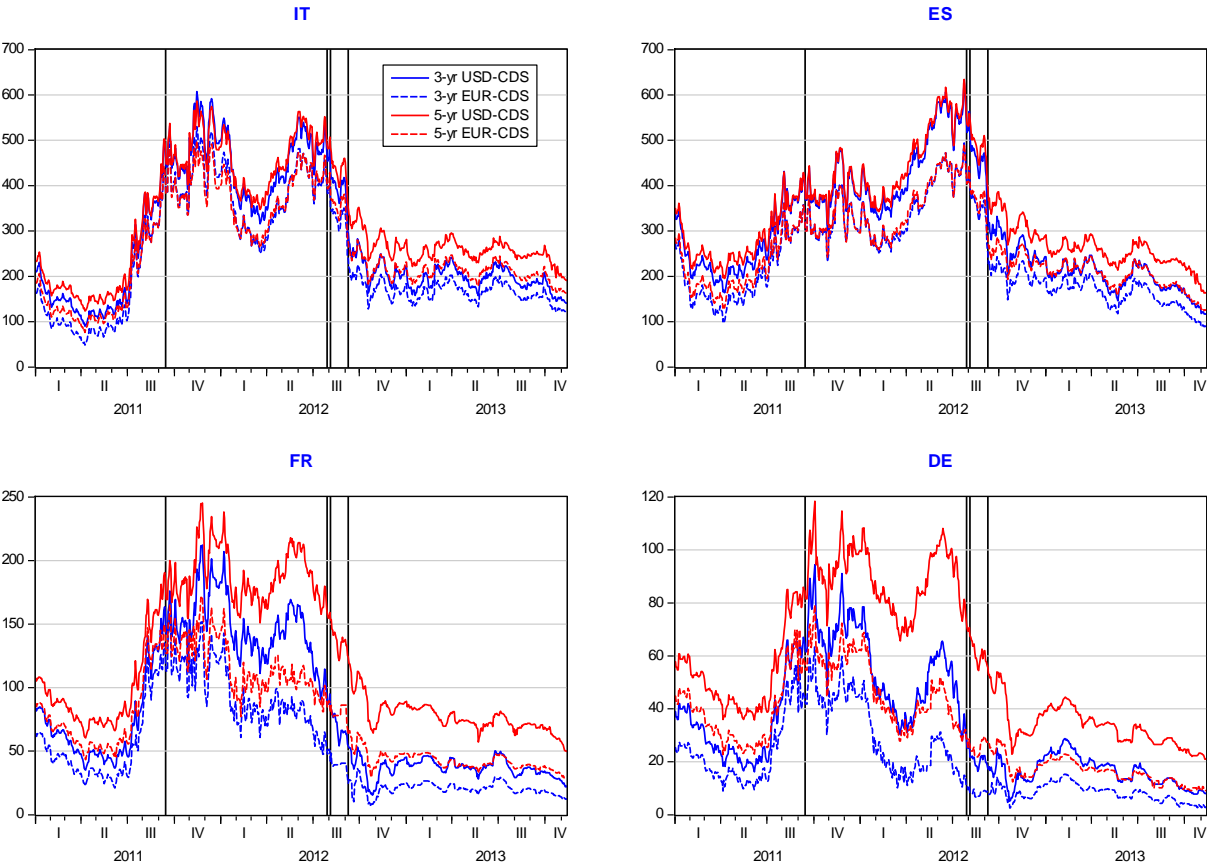 IT
700
600
500
400
300
200
100
0
3-yr USD-CDS
3-yr EUR-CDS
5-yr USD-CDS
5-yr EUR-CDS
I II III IV I II III IV I II III IV
2011 2012 2013
ES
700
600
500
400
300
200
100
0
I II III IV I II III IV I II III IV
2011 2012 2013
FR
250
200
150
100
50
0
I II III IV I II III IV I II III IV
2011 2012 2013
DE
120
100
80
60
40
20
0
I II III IV I II III IV I II III IV
2011 2012 2013